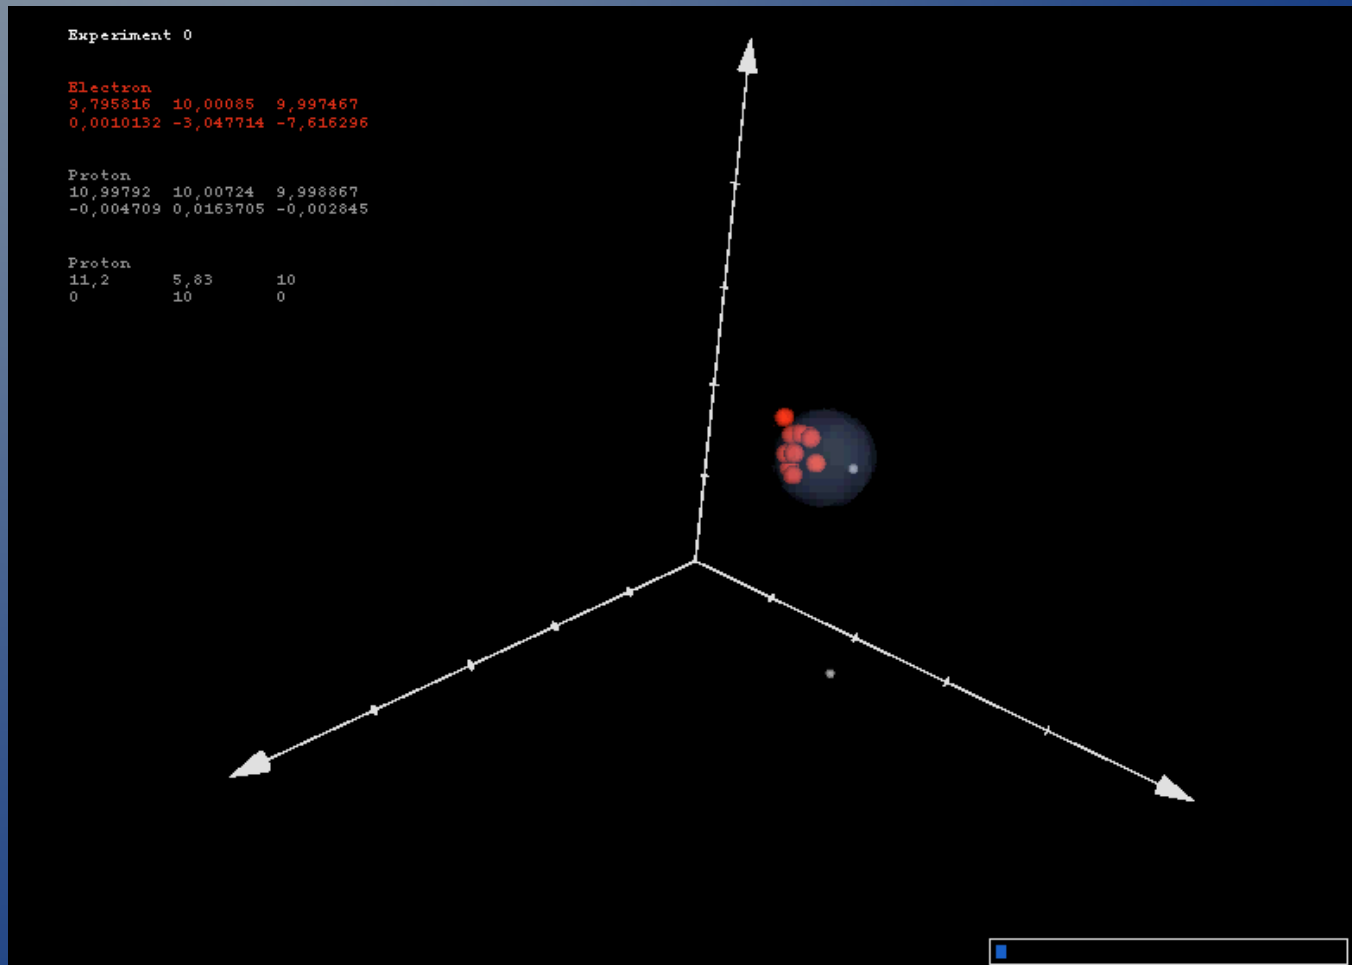 Experiment 0
Electron
9,795816 10,00085 9,997467
0,0010132 -3,047714 -7,616296
Proton
10,99792 10,00724 9,998867
-0,004709 0,0163705 -0,002845
Proton
11,2 5,83 10
0 10 0